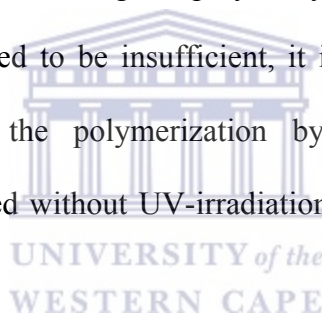 ed to be insufficient, it i
the polymerization by
ed without UV-irradiation
UNIVERSITY of the
WESTERN CAPE